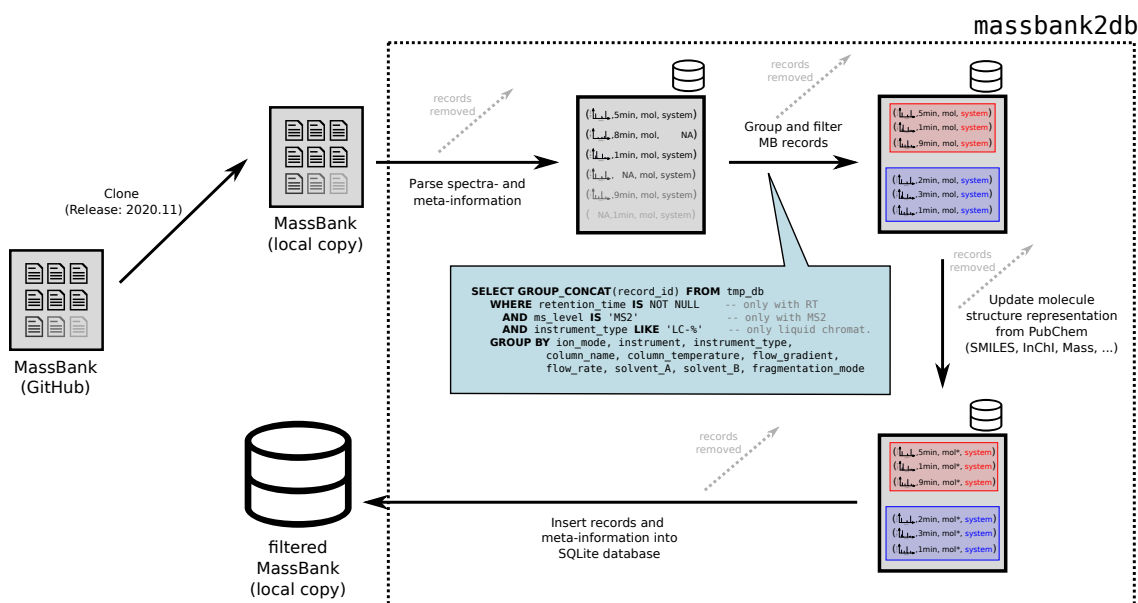 massbank2db
records
removed
records
removed
(,5min, mol, system)
(,8min, mol, NA)
(,1min, mol, system)
(, NA, mol, system)
(,9min, mol, system)
( NA,1min, mol, system)
Group and filter
MB records
(,5min, mol, system)
(,1min, mol, system)
(,9min, mol, system)
(,2min, mol, system)
(,3min, mol, system)
(,1min, mol, system)
Parse spectra- and
meta-information
Clone
(Release: 2020.11)
MassBank
(local copy)
MassBank
(GitHub)
SELECT GROUP_CONCAT(record_id) FROM tmp_db
WHERE retention_time IS NOT NULL -- only with RT
AND ms_level IS 'MS2' -- only with MS2
AND instrument_type LIKE 'LC-%' -- only liquid chromat.
GROUP BY ion_mode, instrument, instrument_type,
column_name, column_temperature, flow_gradient,
flow_rate, solvent_A, solvent_B, fragmentation_mode
records
removed
Update molecule
structure representation
from PubChem
(SMILES, InChI, Mass, ...)
records
removed
(,5min, mol*, system)
(,1min, mol*, system)
(,9min, mol*, system)
(,2min, mol*, system)
(,3min, mol*, system)
(,1min, mol*, system)
Insert records and
meta-information into
SQLite database
filtered
MassBank
(local copy)